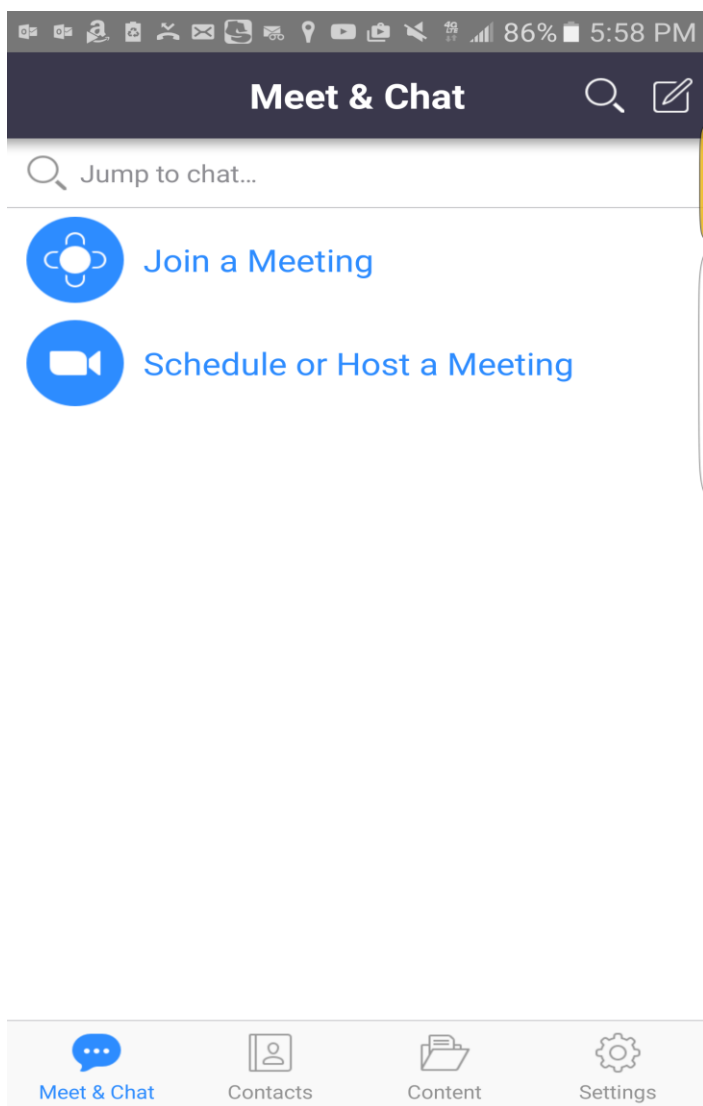 86% 5:58 PM
Meet & Chat
Jump to chat...
Join a Meeting
Schedule or Host a Meeting
Meet & Chat Contacts Content Settings